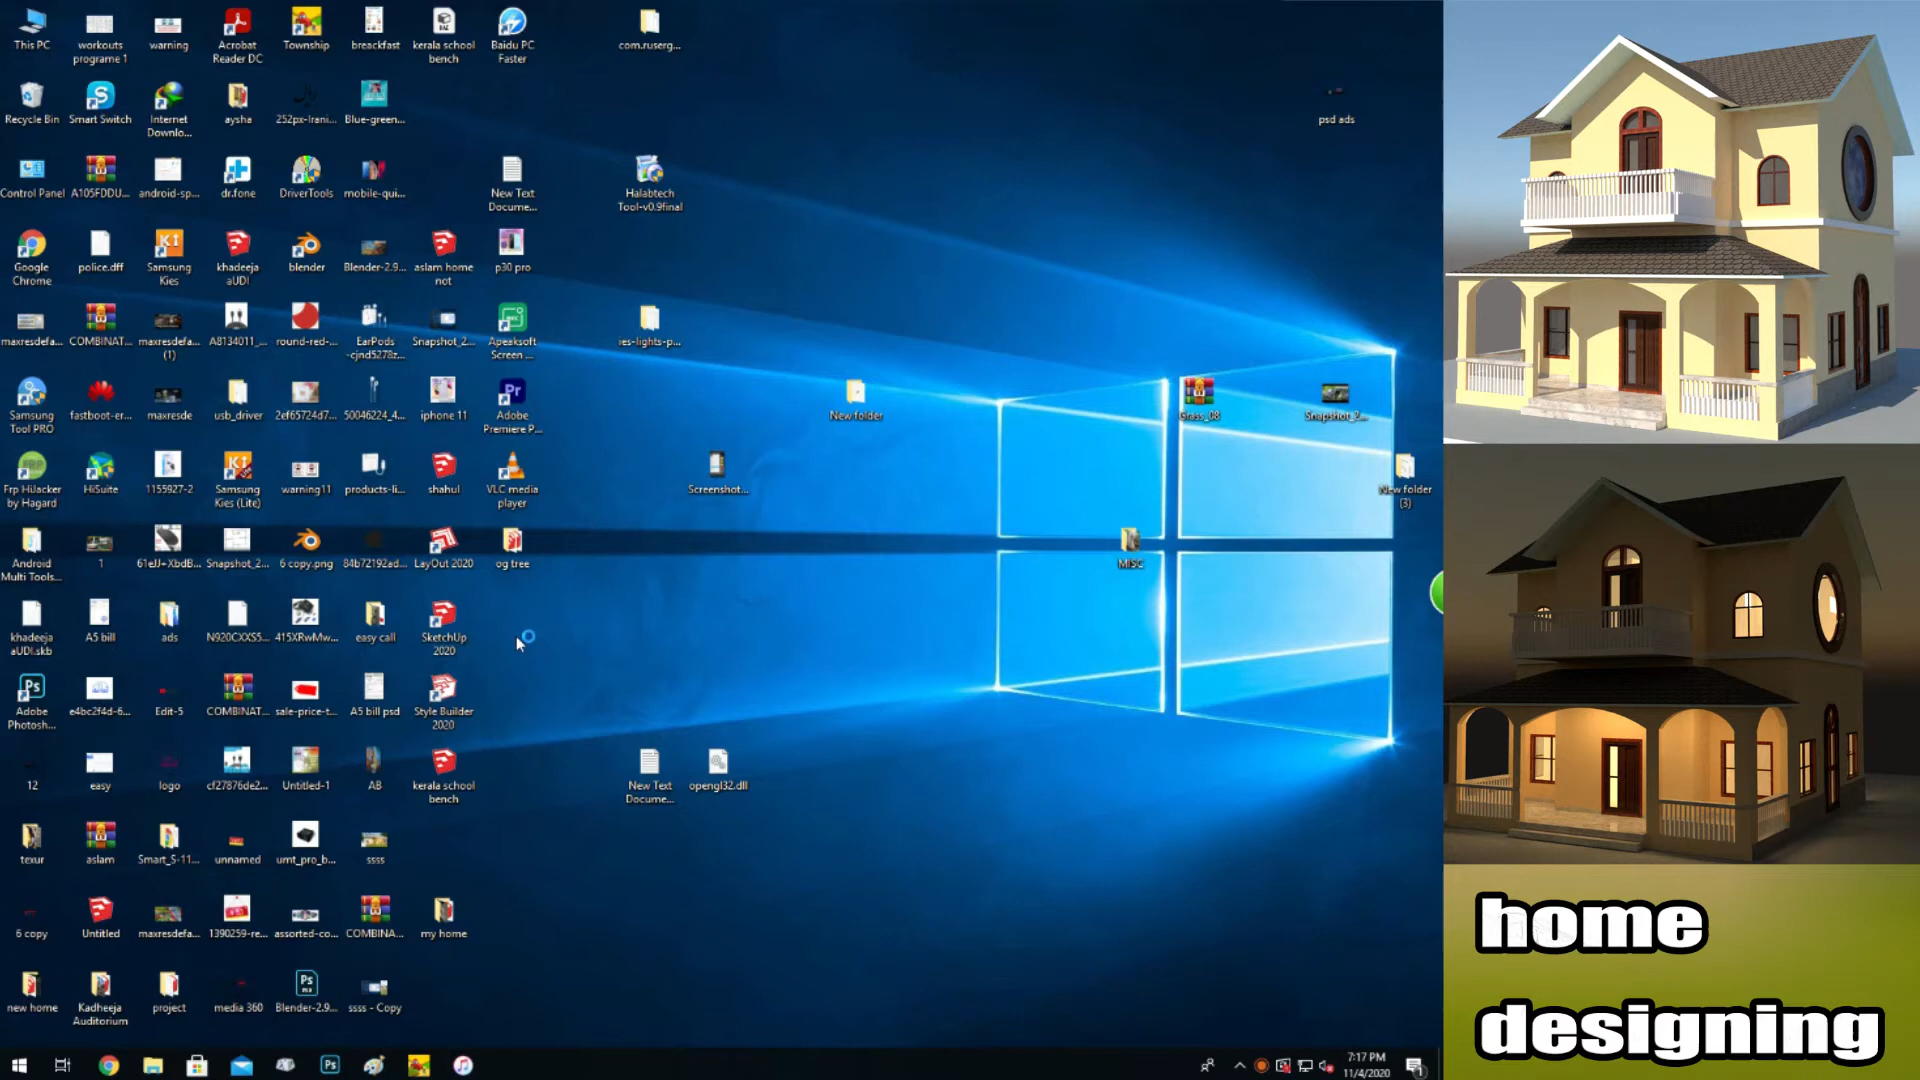 This PC
workouts programe 1
warning
Acrobat Reader DC
Township
breackfast
kerala school bench
Baidu PC Faster
com.ruserg...
Recycle Bin
Smart Switch
Internet Downlo...
aysha
252px-Irani...
Blue-green...
psd ads
Control Panel
A105FDDU...
android-sp...
dr.fone
DriverTools
mobile-qui...
New Text Docume...
Halabtech Tool-v0.9final
Google Chrome
police.dff
Samsung Kies
khadeeja aUDI
blender
Blender-2.9...
aslam home not
p30 pro
maxresdefa...
COMBINAT...
maxresdefa... (1)
A8134011_...
round-red-...
EarPods -cjnd5278z...
Snapshot_2...
Apeaksoft Screen ...
ies-lights-p...
Samsung Tool PRO
fastboot-er...
maxresde
usb_driver
2ef65724d7...
50046224_4...
iphone 11
Adobe Premiere P...
New folder
Grass_08
Snapshot_2...
Frp HiJacker by Hagard
HiSuite
1155927-2
Samsung Kies (Lite)
warning11
products-li...
shahul
VLC media player
Screenshot...
New folder (3)
Android Multi Tools...
1
61eJJ+XbdB...
Snapshot_2...
6 copy.png
84b72192ad...
LayOut 2020
og tree
MISC
khadeeja aUDI.skb
A5 bill
ads
N920CXXS5...
415XRwMw...
easy call
SketchUp 2020
Adobe Photosh...
e4bc2f4d-6...
Edit-5
COMBINAT...
sale-price-t...
A5 bill psd
Style Builder 2020
12
easy
logo
cf27876de2...
Untitled-1
AB
kerala school bench
New Text Docume...
opengl32.dll
texur
aslam
Smart_S-11...
unnamed
umt_pro_b...
ssss
6 copy
Untitled
maxresdefa...
1390259-re...
assorted-co...
COMBINA...
my home
new home
Kadheeja Auditorium
project
media 360
Blender-2.9...
ssss - Copy
7:17 PM
11/4/2020
home
designing